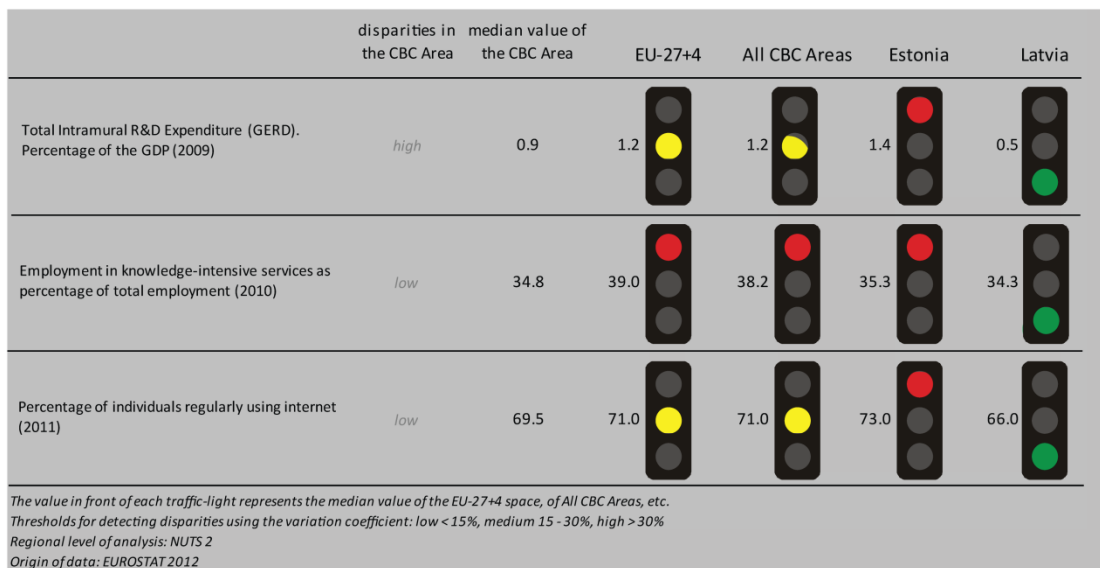 disparities in the CBC Area median value of the CBC Area EU-27+4 All CBC Areas Estonia Latvia
Total Intramural R&D Expenditure (GERD).
Percentage of the GDP (2009) high 0.9 1.2 1.2 1.4 0.5
Employment in knowledge-intensive services as
percentage of total employment (2010) low 34.8 39.0 38.2 35.3 34.3
Percentage of individuals regularly using internet
(2011) low 69.5 71.0 71.0 73.0 66.0
The value in front of each traffic-light represents the median value of the EU-27+4 space, of All CBC Areas, etc.
Thresholds for detecting disparities using the variation coefficient: low < 15%, medium 15 - 30%, high > 30%
Regional level of analysis: NUTS 2
Origin of data: EUROSTAT 2012